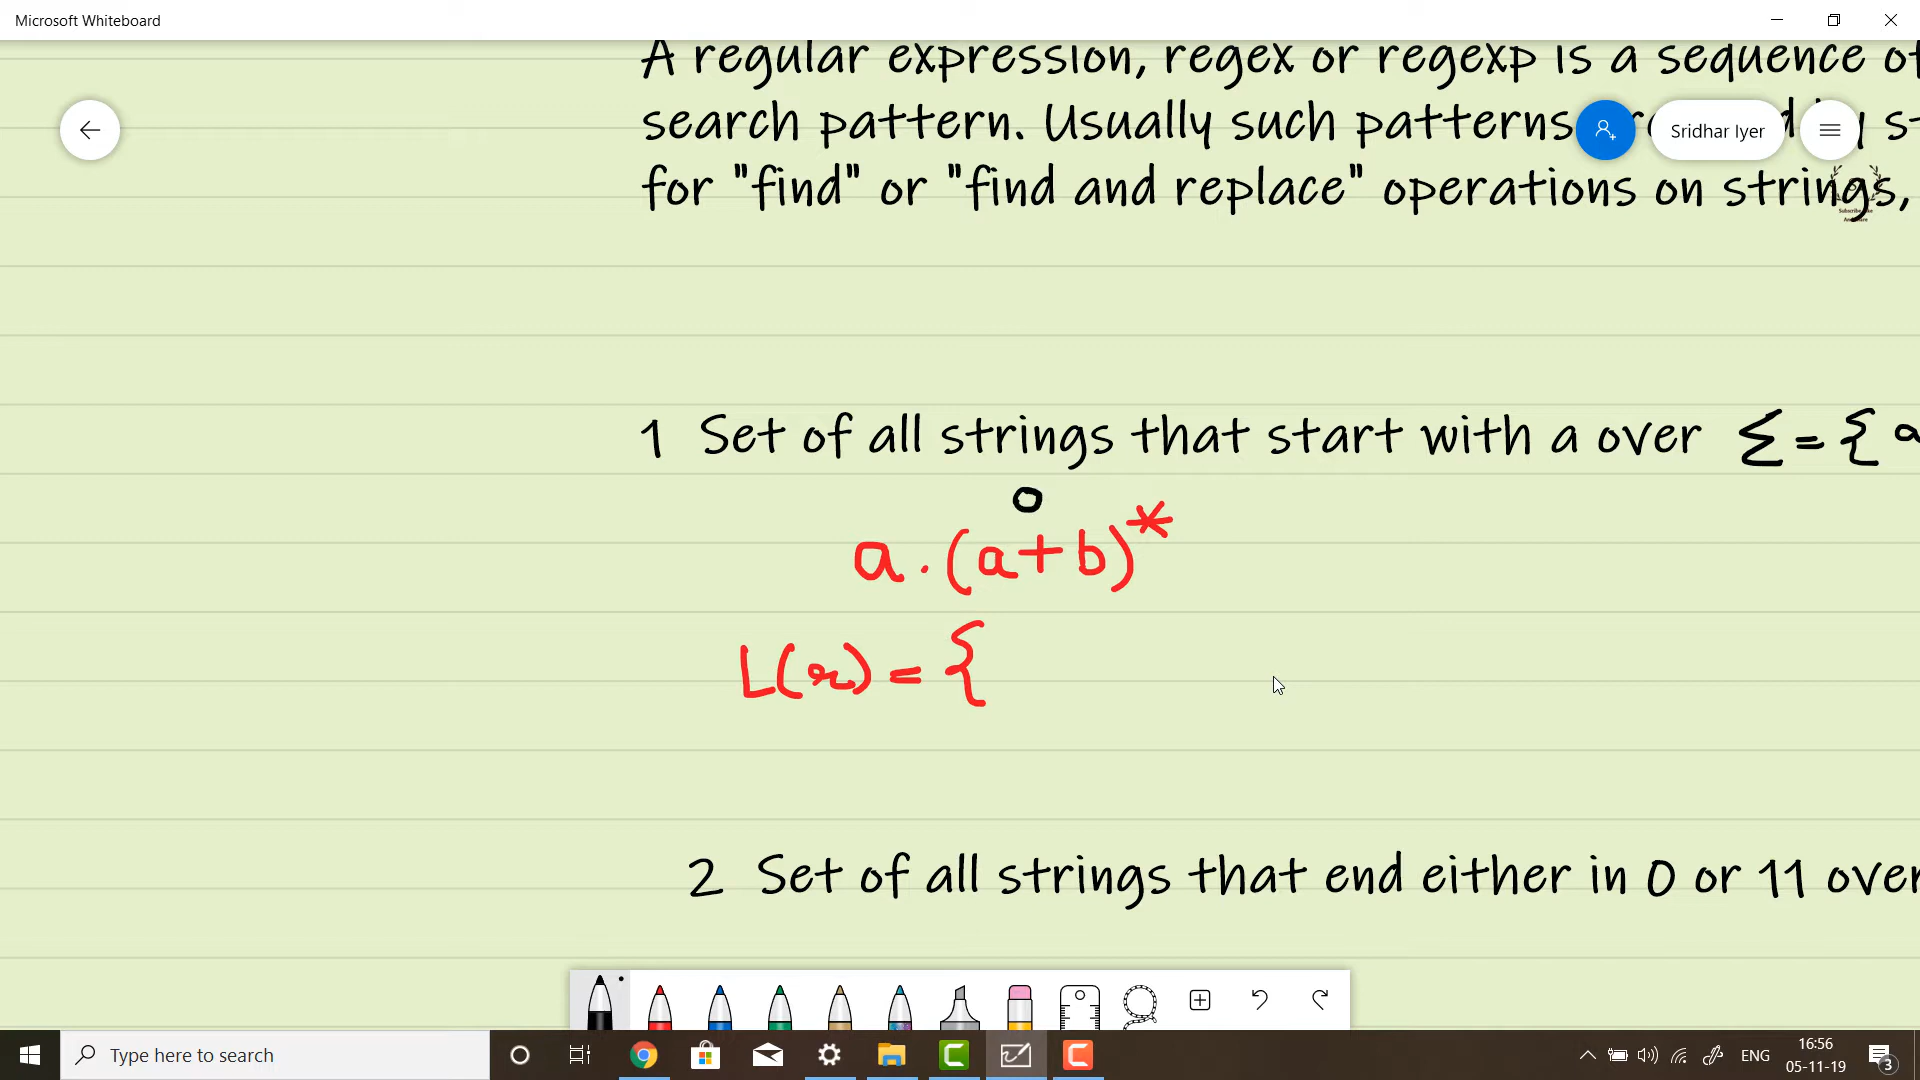 Microsoft Whiteboard
A regular expression, regex or regexp is a sequence of
search pattern. Usually such patterns
Sridhar Iyer
for "find" or "find and replace" operations on strings,
1 Set of all strings that start with a over Σ = { a
o
a . (a+b)*
L(r) = {
2 Set of all strings that end either in 0 or 11 over
Type here to search
ENG
16:56
05-11-19
3